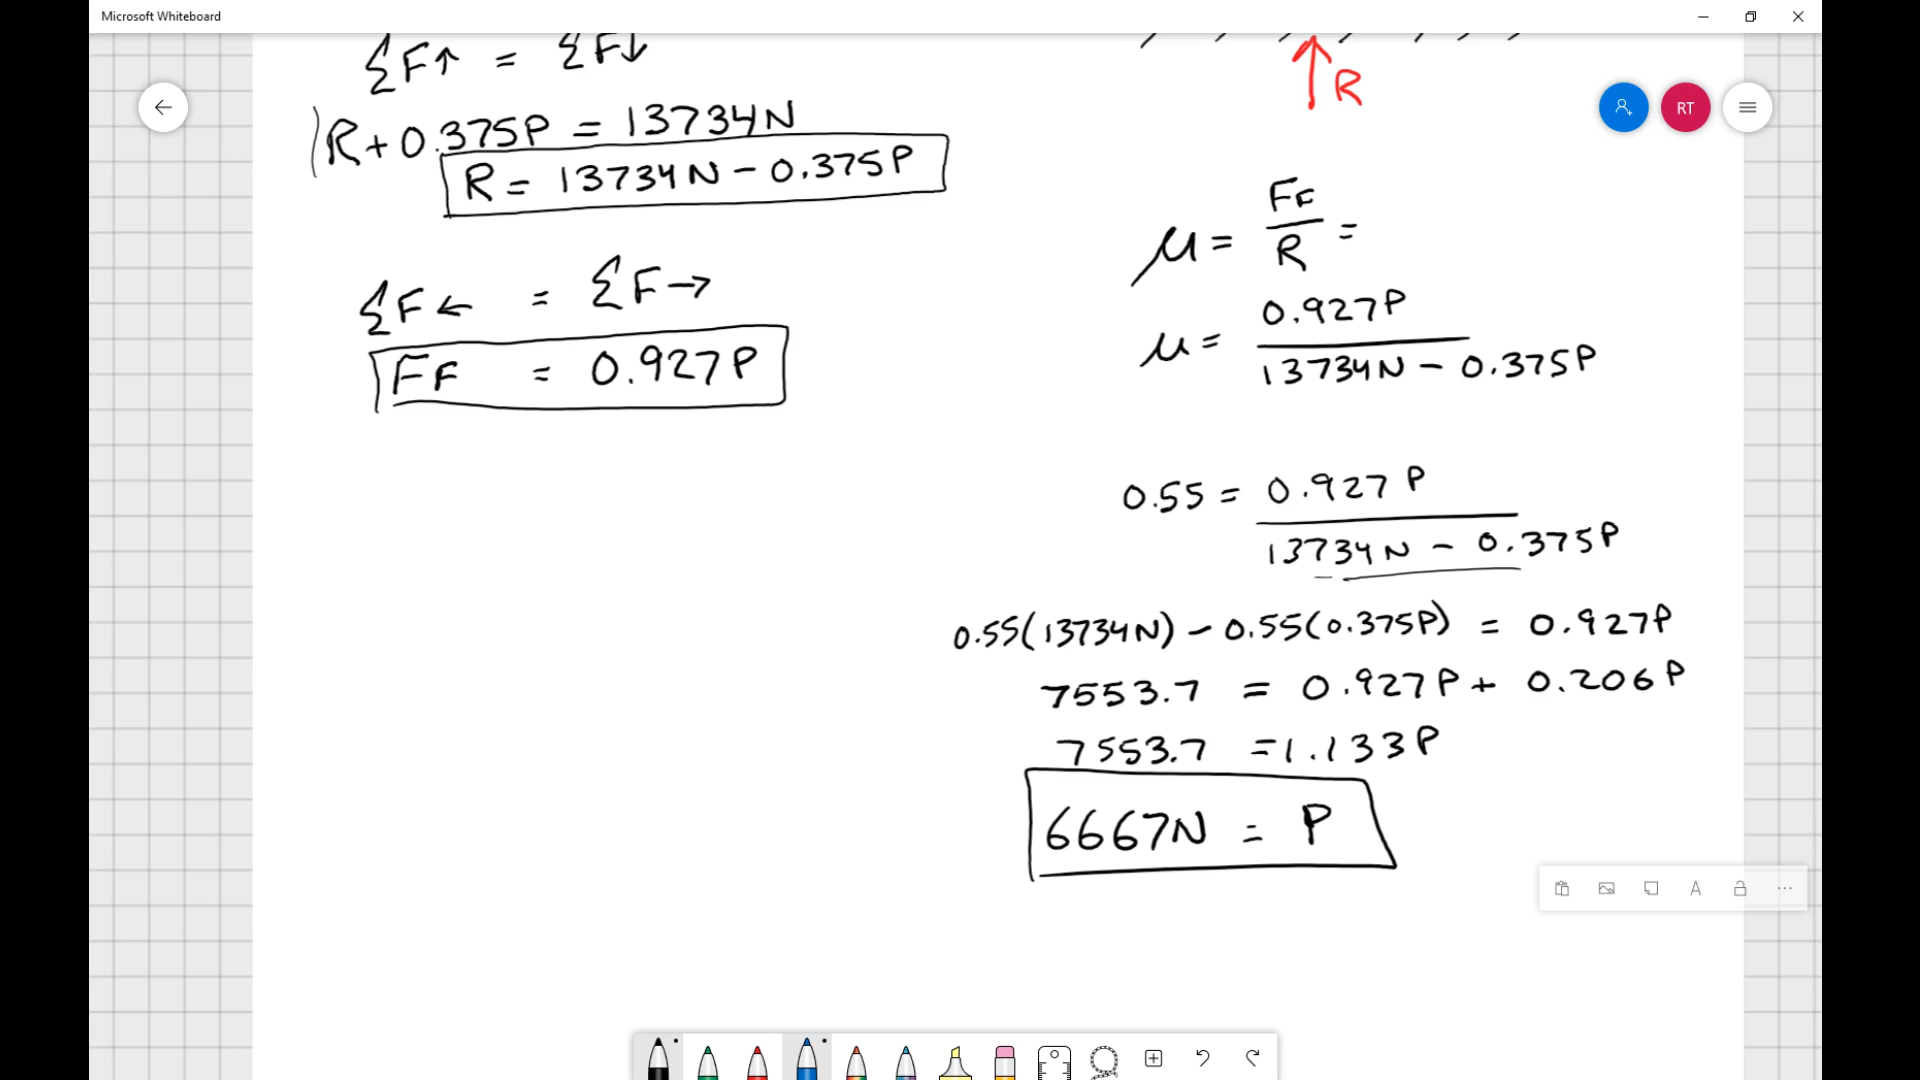 Microsoft Whiteboard
ΣF↑ = ΣF↓
R + 0.375P = 13734N
R = 13734N - 0.375P
ΣF← = ΣF→
FF = 0.927P
R
RT
μ = FF/R =
μ = 0.927P / 13734N - 0.375P
0.55 = 0.927P / 13734N - 0.375P
0.55(13734N) - 0.55(0.375P) = 0.927P
7553.7 = 0.927P + 0.206P
7553.7 = 1.133P
6667N = P
A